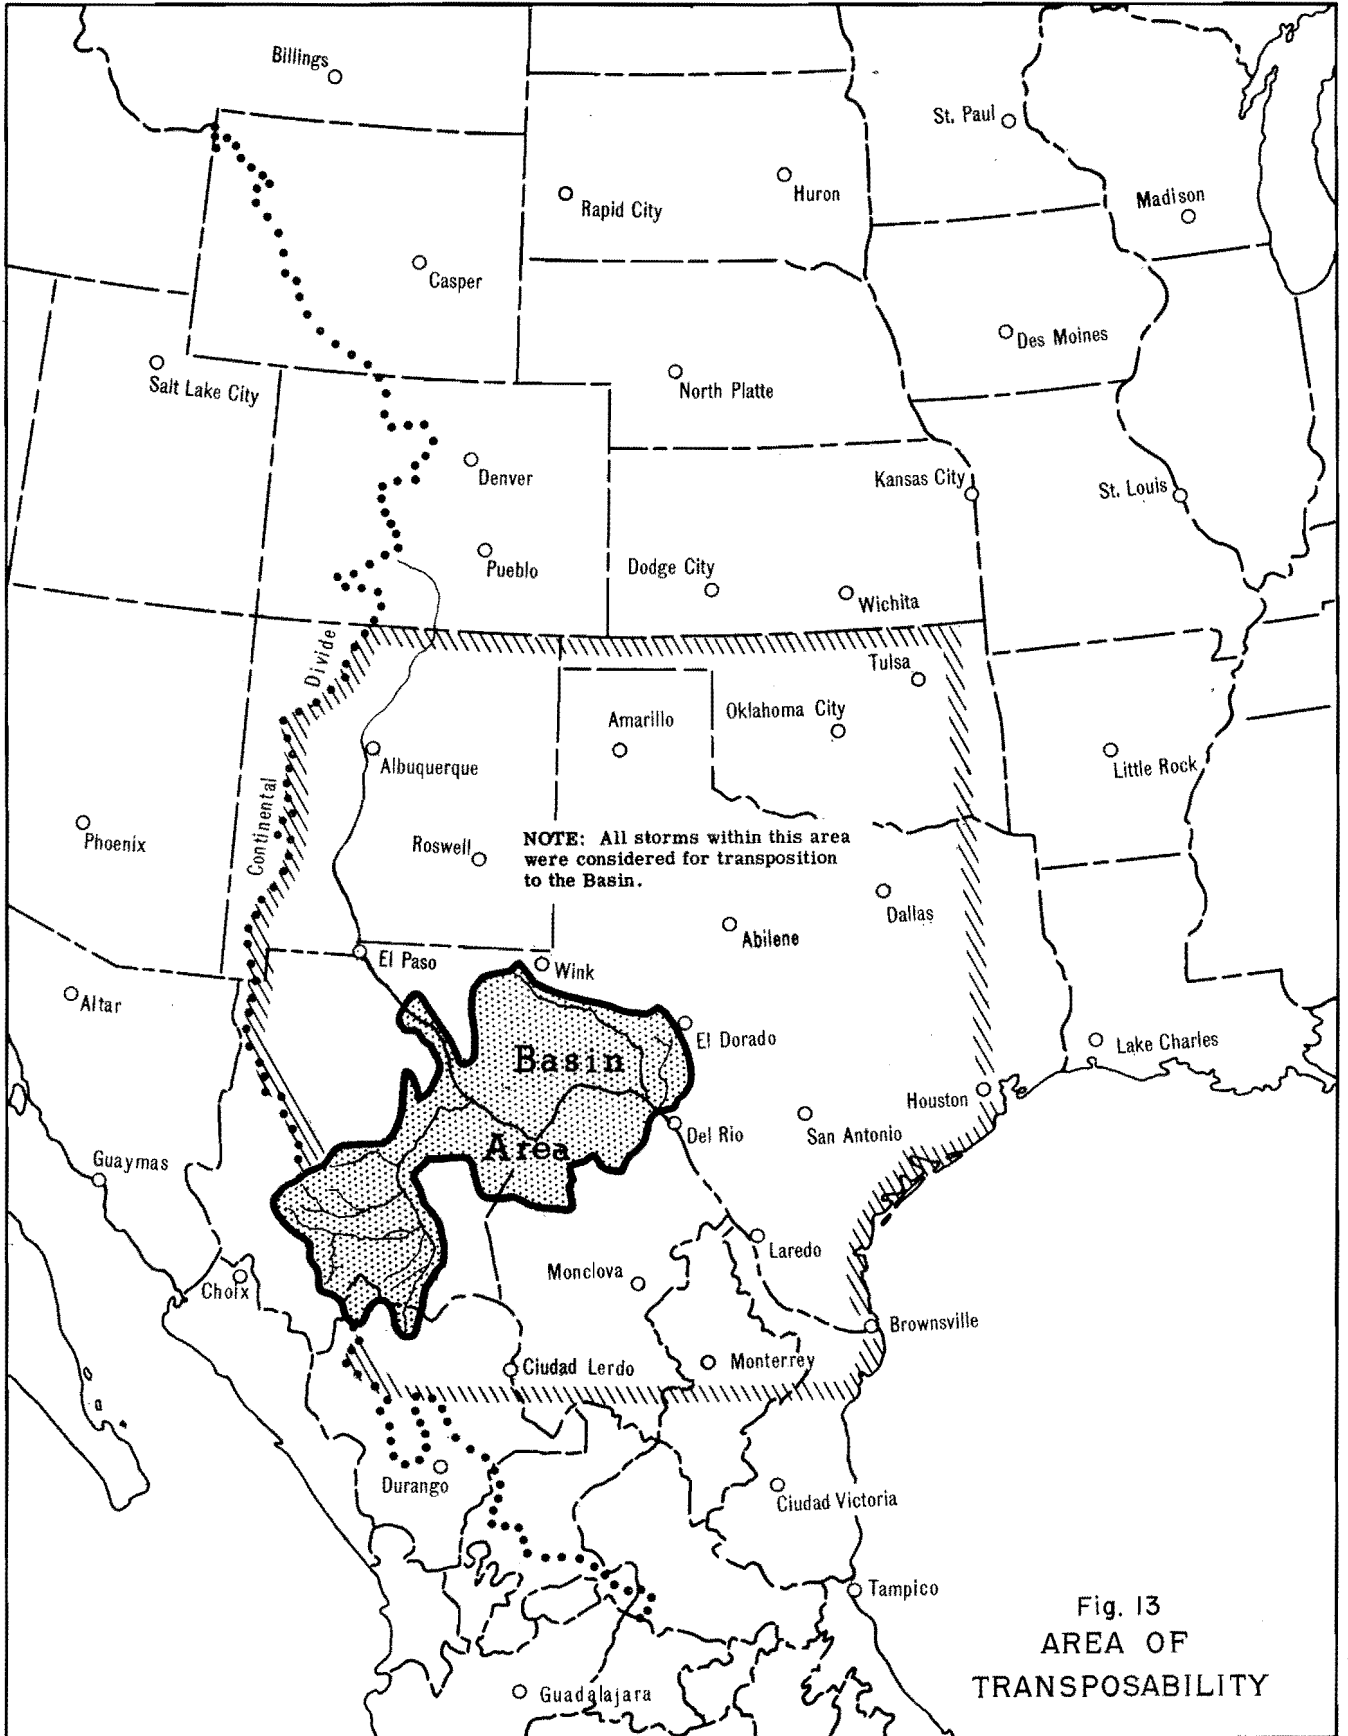 Billings
St. Paul
Huron
Rapid City
Madison
Casper
Des Moines
Salt Lake City
North Platte
Denver
Kansas City
St. Louis
Pueblo
Dodge City
Wichita
Divide
Tulsa
Amarillo
Oklahoma City
Albuquerque
Little Rock
Continental
Phoenix
Roswell
NOTE: All storms within this area
were considered for transposition
to the Basin.
Dallas
Abilene
El Paso
Wink
Altar
El Dorado
Lake Charles
Basin
Houston
Del Rio
San Antonio
Area
Guaymas
Laredo
Monclova
Choix
Brownsville
Ciudad Lerdo
Monterrey
Durango
Ciudad Victoria
Tampico
Guadalajara
Fig. 13
AREA OF
TRANSPOSABILITY